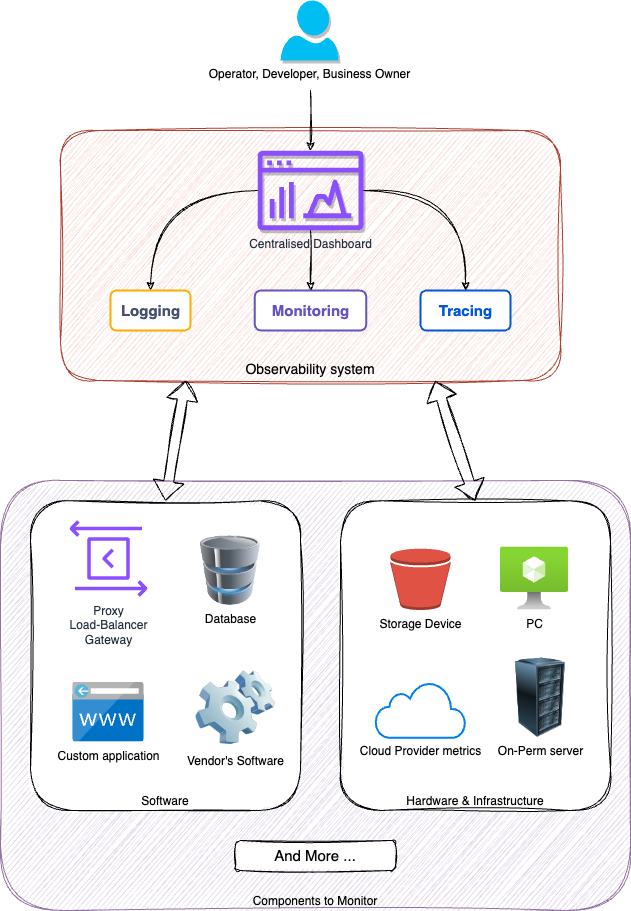 Operator, Developer, Business Owner
Centralised Dashboard
Logging
Monitoring
Tracing
Observability system
Proxy
Load-Balancer
Gateway
Database
Custom application
www
Vendor's Software
Software
Storage Device
PC
Cloud Provider metrics
On-Perm server
Hardware & Infrastructure
And More ...
Components to Monitor